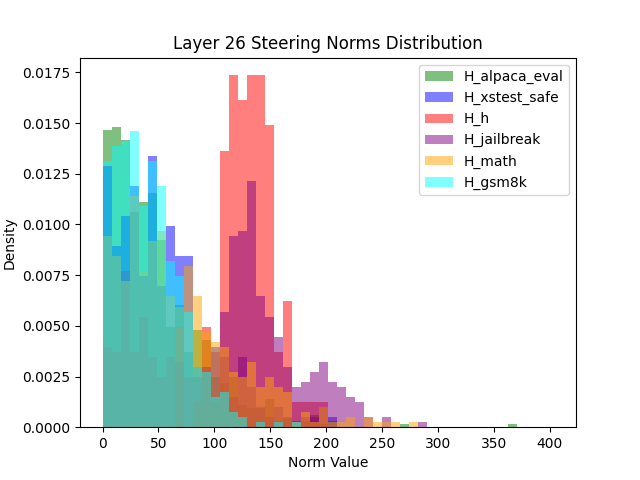 Layer 26 Steering Norms Distribution
0.0175
0.0150
0.0125
0.0100
0.0075
0.0050
0.0025
0.0000
Density
H_alpaca_eval
H_xstest_safe
H_h
H_jailbreak
H_math
H_gsm8k
0 50 100 150 200 250 300 350 400
Norm Value